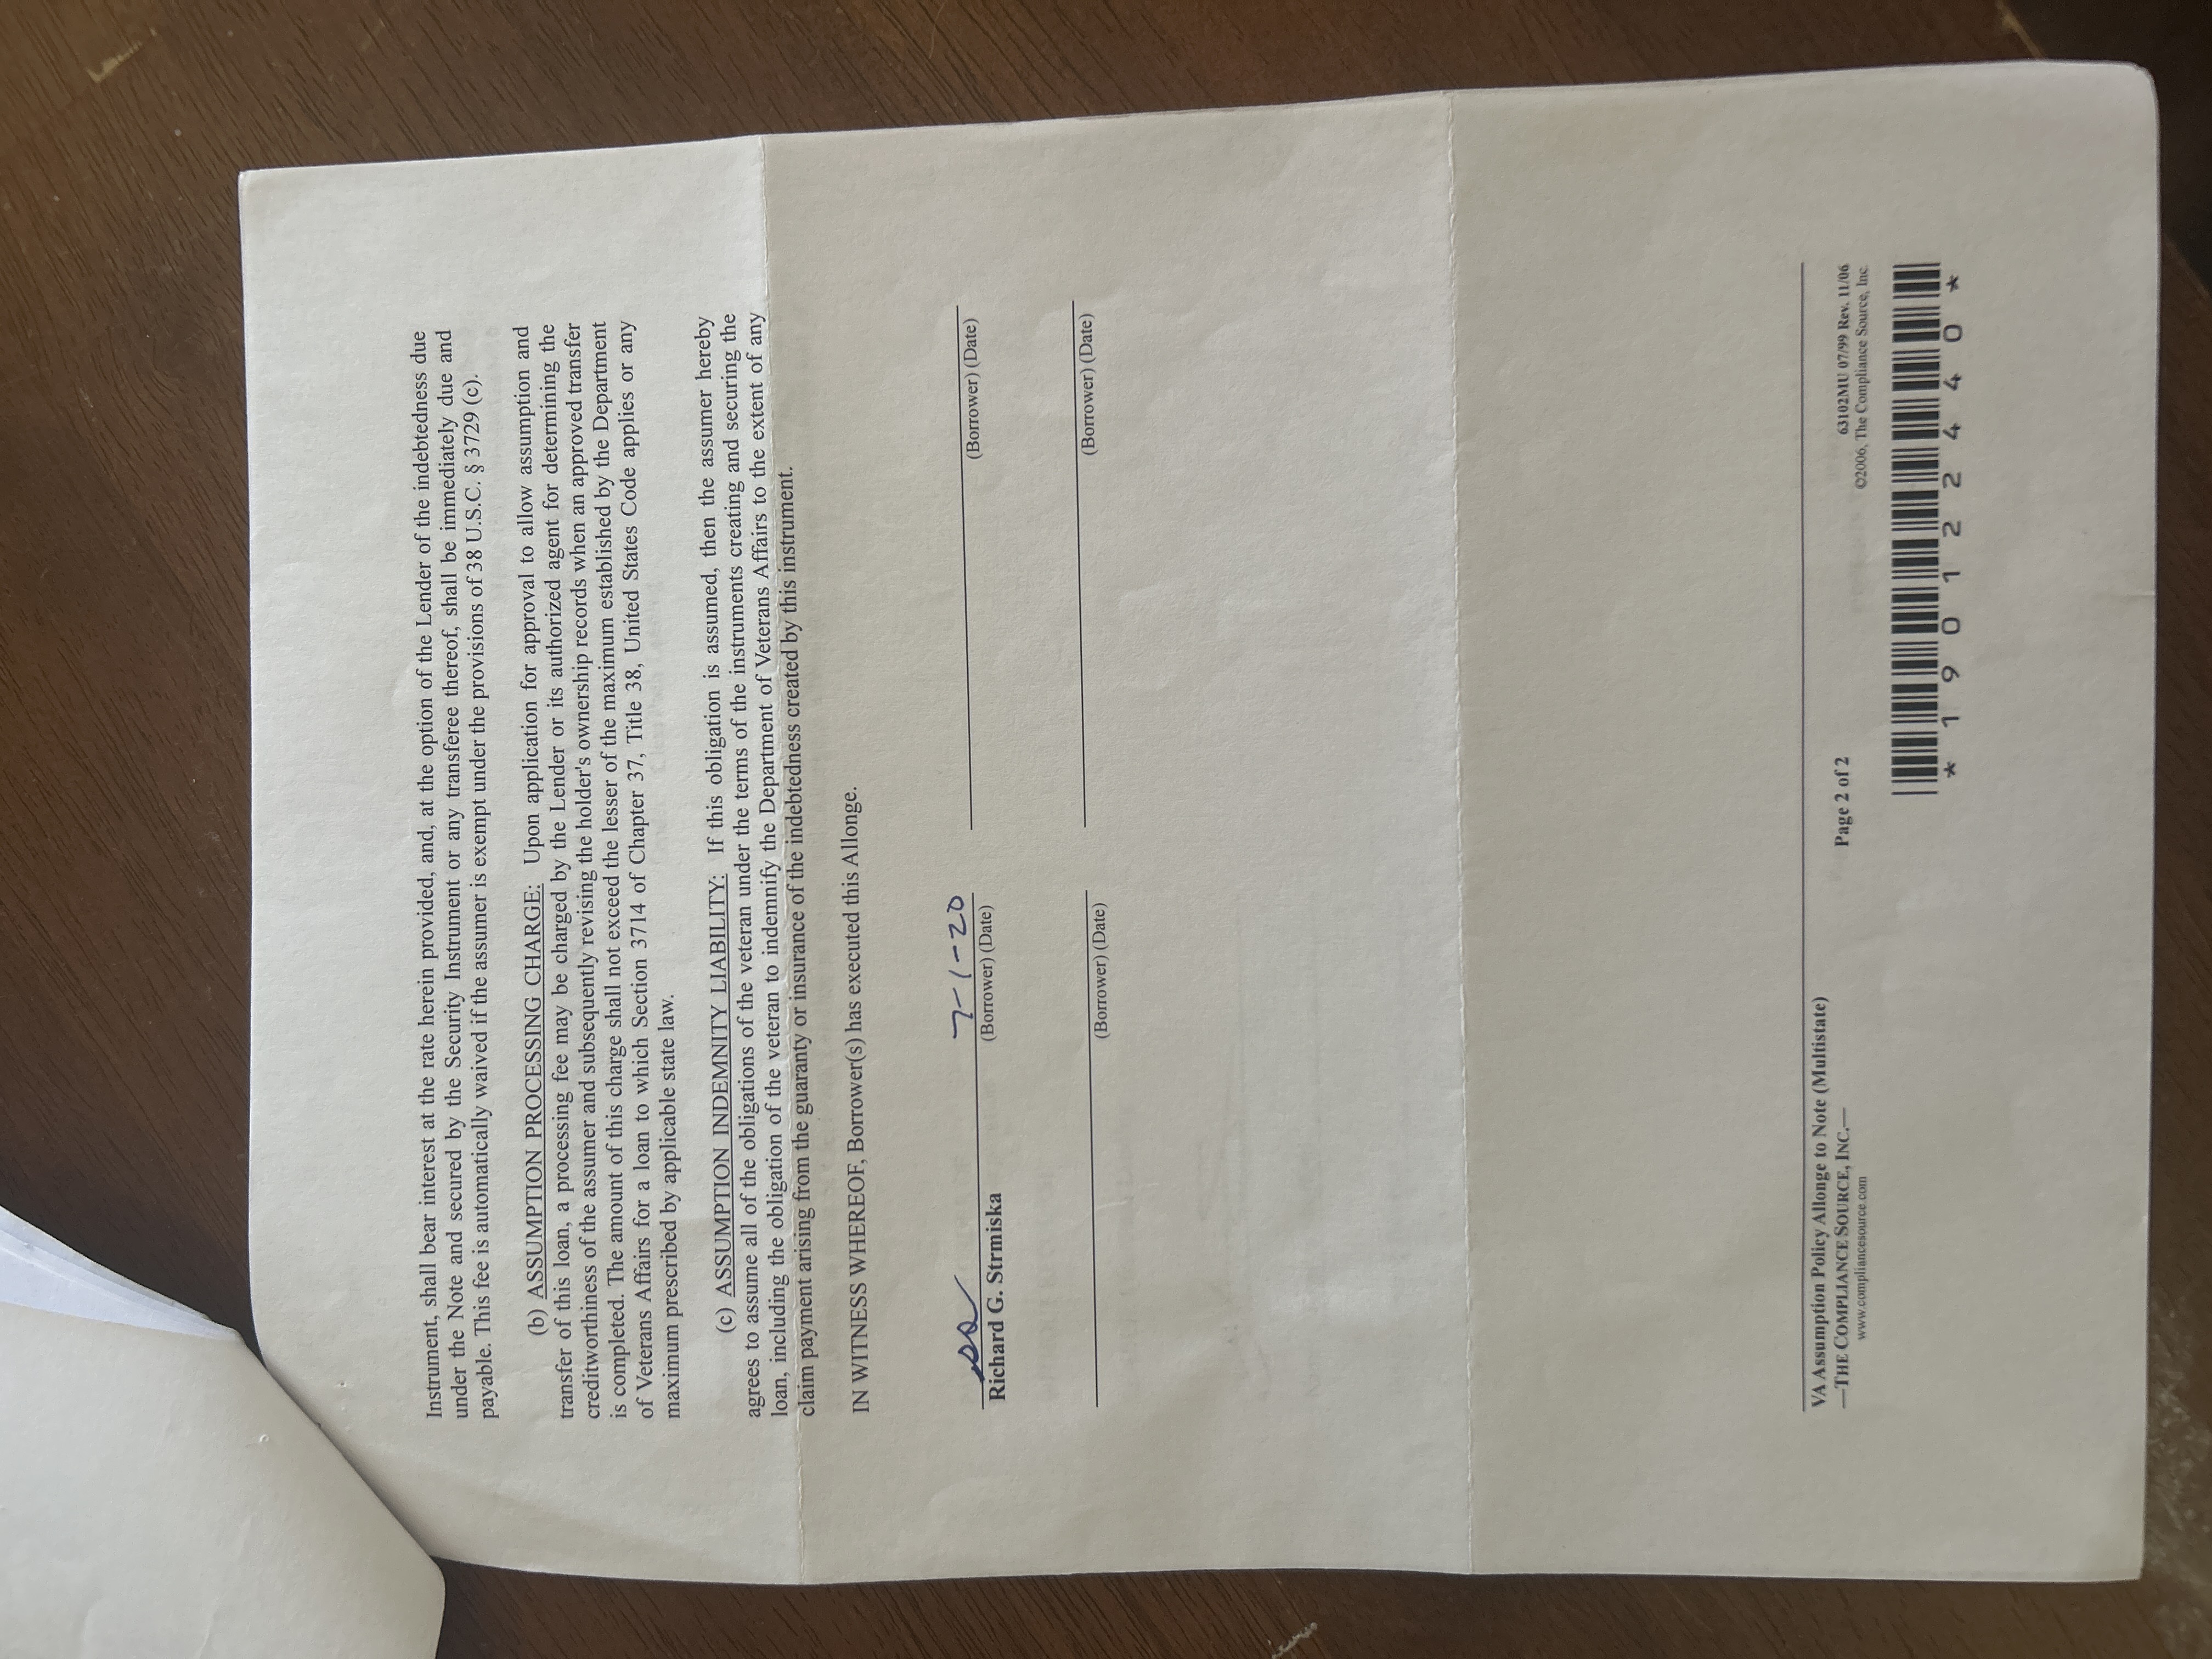 Instrument, shall bear interest at the rate herein provided, and, at the option of the Lender of the indebtedness due
under the Note and secured by the Security Instrument or any transferee thereof, shall be immediately due and
payable. This fee is automatically waived if the assumer is exempt under the provisions of 38 U.S.C. § 3729 (c).
(b) ASSUMPTION PROCESSING CHARGE: Upon application for approval to allow assumption and
transfer of this loan, a processing fee may be charged by the Lender or its authorized agent for determining the
creditworthiness of the assumer and subsequently revising the holder's ownership records when an approved transfer
is completed. The amount of this charge shall not exceed the lesser of the maximum established by the Department
of Veterans Affairs for a loan to which Section 3714 of Chapter 37, Title 38, United States Code applies or any
maximum prescribed by applicable state law.
(c) ASSUMPTION INDEMNITY LIABILITY: If this obligation is assumed, then the assumer hereby
agrees to assume all of the obligations of the veteran under the terms of the instruments creating and securing the
loan, including the obligation of the veteran to indemnify the Department of Veterans Affairs to the extent of any
claim payment arising from the guaranty or insurance of the indebtedness created by this instrument.
IN WITNESS WHEREOF, Borrower(s) has executed this Allonge.
7-1-20
Richard G. Strmiska (Borrower) (Date)
(Borrower) (Date)
(Borrower) (Date)
(Borrower) (Date)
VA Assumption Policy Allonge to Note (Multistate)
—THE COMPLIANCE SOURCE, INC.— Page 2 of 2 63102MU 07/99 Rev. 11/06
www.compliancesource.com ©2006, The Compliance Source, Inc.
* 1 9 0 1 2 2 4 4 0 *